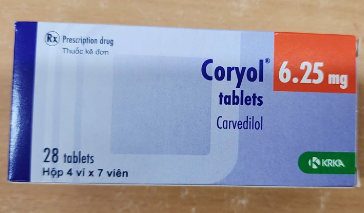 Rx Prescription drug
Thuốc kê đơn
Coryol® 6.25 mg
tablets
Carvedilol
28 tablets
Hộp 4 vỉ x 7 viên
KRKA